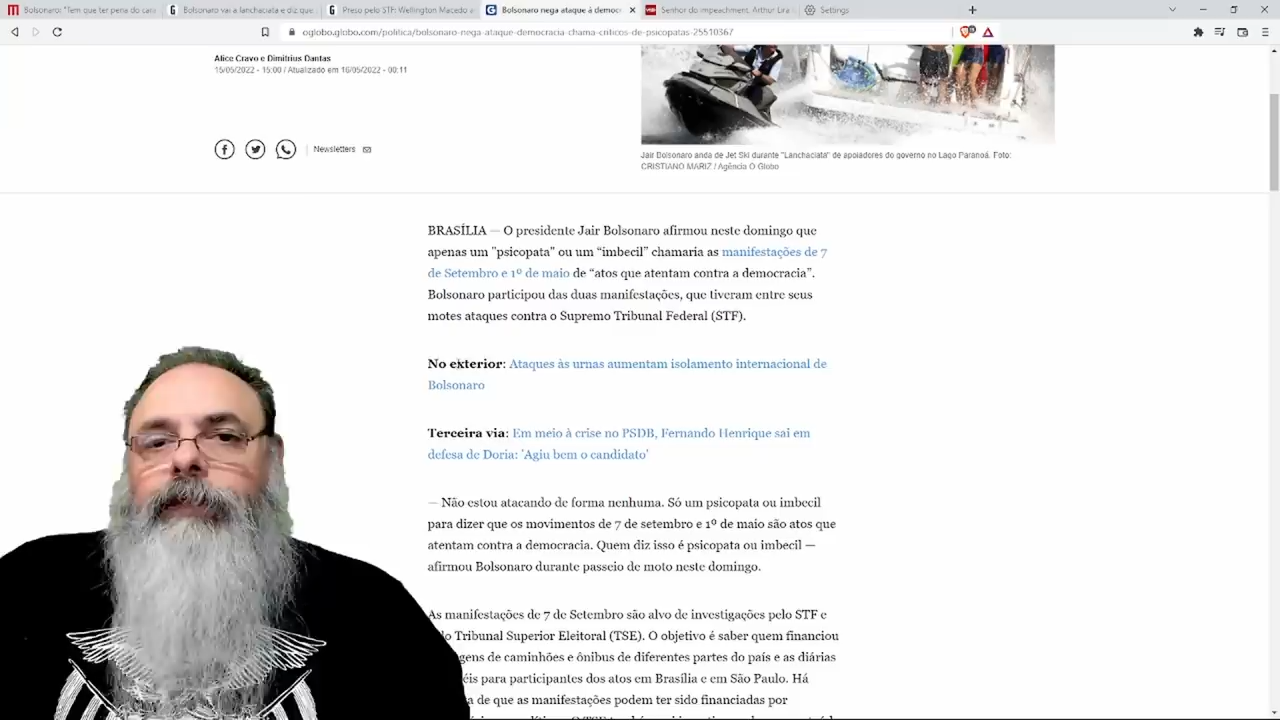 Bolsonaro: "Tem que ter pena do cara
Bolsonaro vai a lanchaciata e diz que
Preso pelo STF: Wellington Macedo a
Bolsonaro nega ataque à democ
Senhor do impeachment, Arthur Lira
Settings
oglobo.globo.com/politica/bolsonaro-nega-ataque-democracia-chama-criticos-de-psicopatas-25510367
Alice Cravo e Dimitrius Dantas
15/05/2022 - 15:00 / Atualizado em 16/05/2022 - 00:11
Newsletters
Jair Bolsonaro anda de Jet Ski durante "Lanchaciata" de apoiadores do governo no Lago Paranoá. Foto:
CRISTIANO MARIZ / Agência O Globo
BRASÍLIA — O presidente Jair Bolsonaro afirmou neste domingo que
apenas um "psicopata" ou um “imbecil” chamaria as manifestações de 7
de Setembro e 1º de maio de “atos que atentam contra a democracia”.
Bolsonaro participou das duas manifestações, que tiveram entre seus
motes ataques contra o Supremo Tribunal Federal (STF).
No exterior: Ataques às urnas aumentam isolamento internacional de
Bolsonaro
Terceira via: Em meio à crise no PSDB, Fernando Henrique sai em
defesa de Doria: 'Agiu bem o candidato'
— Não estou atacando de forma nenhuma. Só um psicopata ou imbecil
para dizer que os movimentos de 7 de setembro e 1º de maio são atos que
atentam contra a democracia. Quem diz isso é psicopata ou imbecil —
afirmou Bolsonaro durante passeio de moto neste domingo.
As manifestações de 7 de Setembro são alvo de investigações pelo STF e
lo Tribunal Superior Eleitoral (TSE). O objetivo é saber quem financiou
gens de caminhões e ônibus de diferentes partes do país e as diárias
éis para participantes dos atos em Brasília e em São Paulo. Há
a de que as manifestações podem ter sido financiadas por